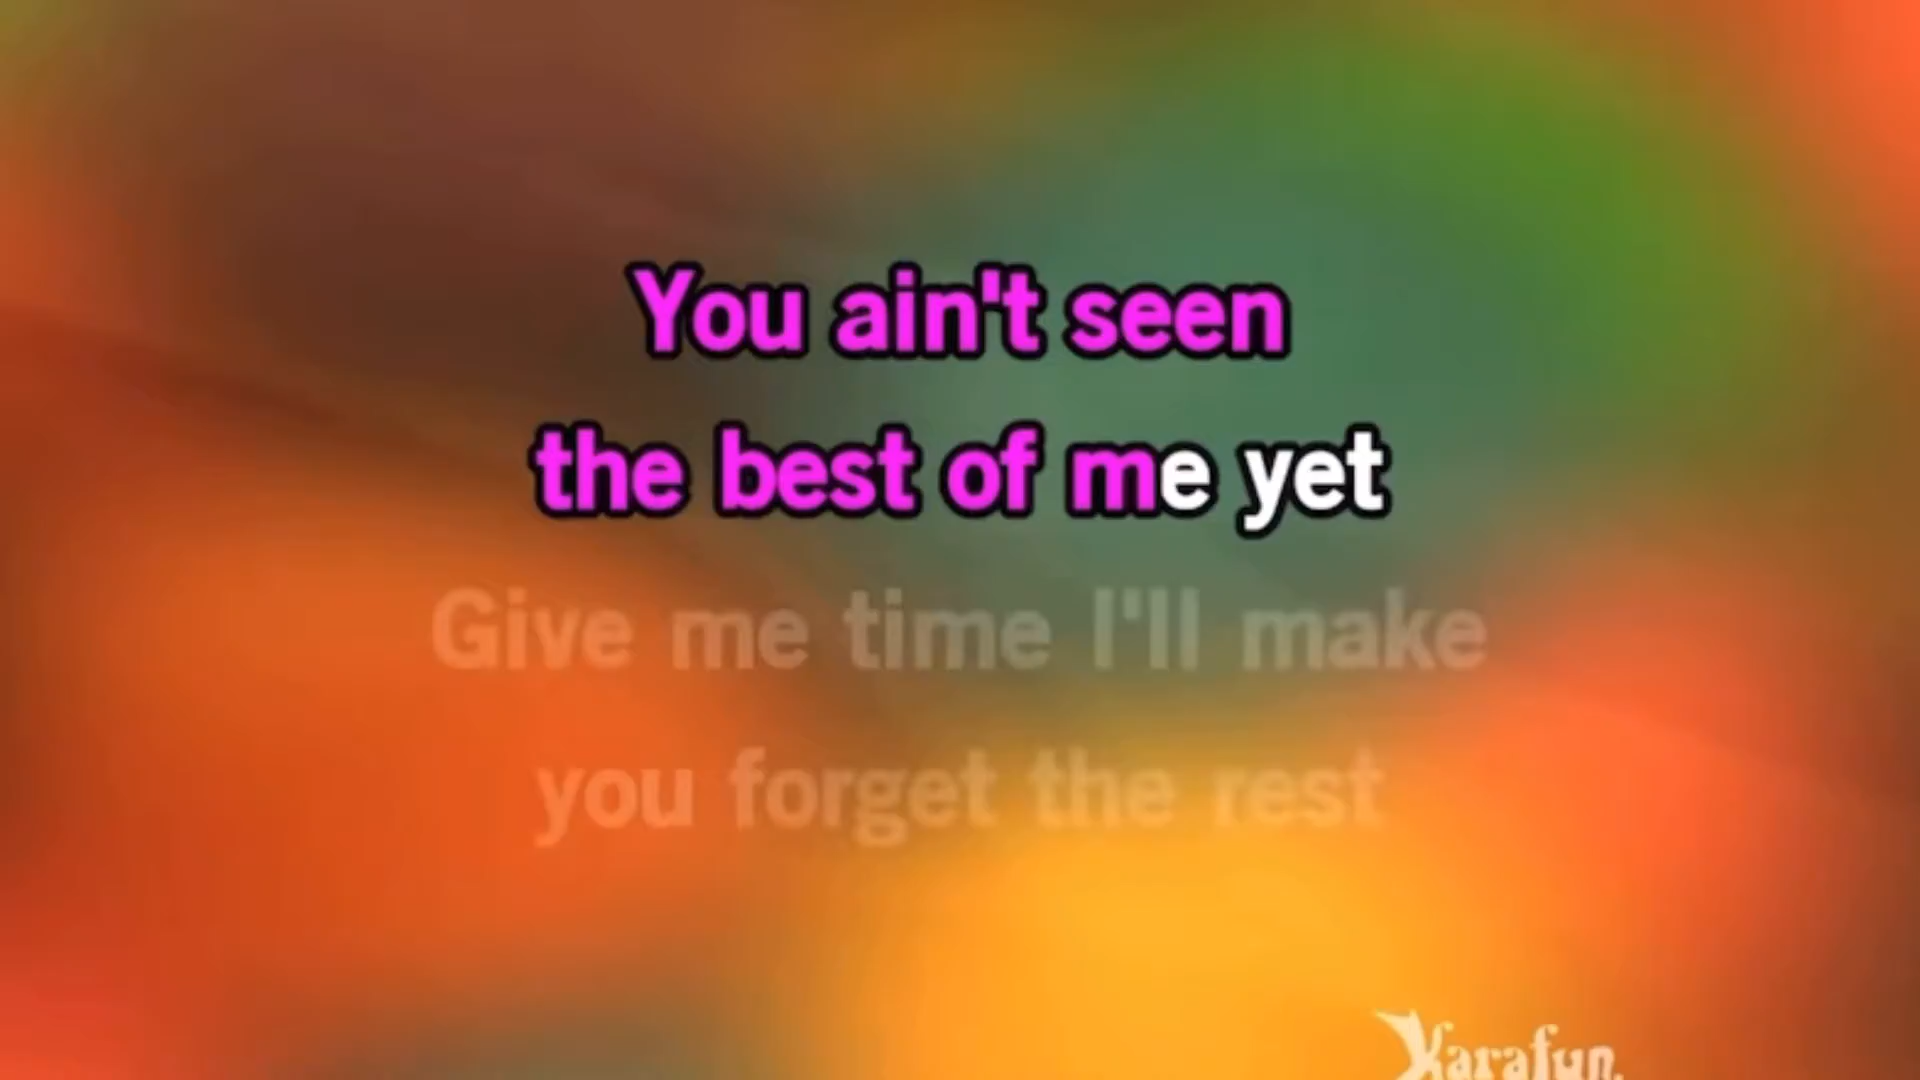 You ain't seen
the best of me yet
Give me time I'll make
you forget the rest
Karafun.